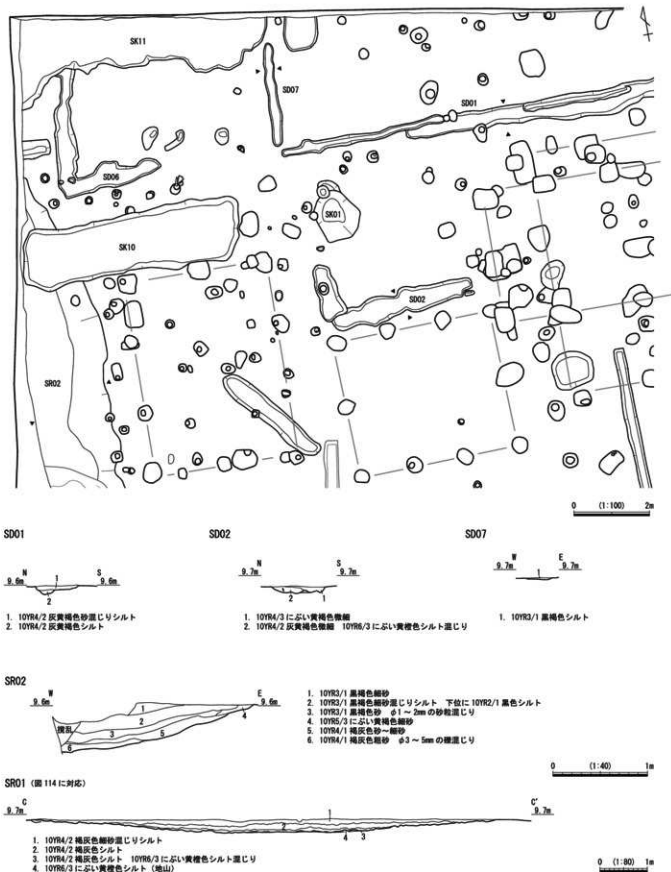 SK11
SD07
SD01
SD06
SK01
SK10
SD02
SR02
0 (1:100) 2m
SD01
N S
9.6m 9.6m
1
2
1. 10YR4/2 灰黄褐色砂混じりシルト
2. 10YR4/2 灰黄褐色シルト
SD02
N S
9.7m 9.7m
2 1
1. 10YR4/3 にぶい黄褐色微細
2. 10YR4/2 灰黄褐色微細 10YR6/3 にぶい黄橙色シルト混じり
SD07
W E
9.7m 9.7m
1
1. 10YR3/1 黒褐色シルト
SR02
W E
9.6m 9.6m
1
2
撹乱
3
4
5
6
1. 10YR3/1 黒褐色細砂
2. 10YR3/1 黒褐色細砂混じりシルト 下位に 10YR2/1 黒色シルト
3. 10YR3/1 黒褐色砂 φ1~2mm の砂粒混じり
4. 10YR5/3 にぶい黄褐色細砂
5. 10YR4/1 褐灰色砂~細砂
6. 10YR4/1 褐灰色粗砂 φ3~5mm の礫混じり
0 (1:40) 1m
SR01 (図 114 に対応)
C C'
9.7m 9.7m
1
2
4 3
1. 10YR4/2 褐灰色細砂混じりシルト
2. 10YR4/2 褐灰色シルト
3. 10YR4/2 褐灰色シルト 10YR6/3 にぶい黄橙色シルト混じり
4. 10YR6/3 にぶい黄橙色シルト (地山)
0 (1:80) 1m